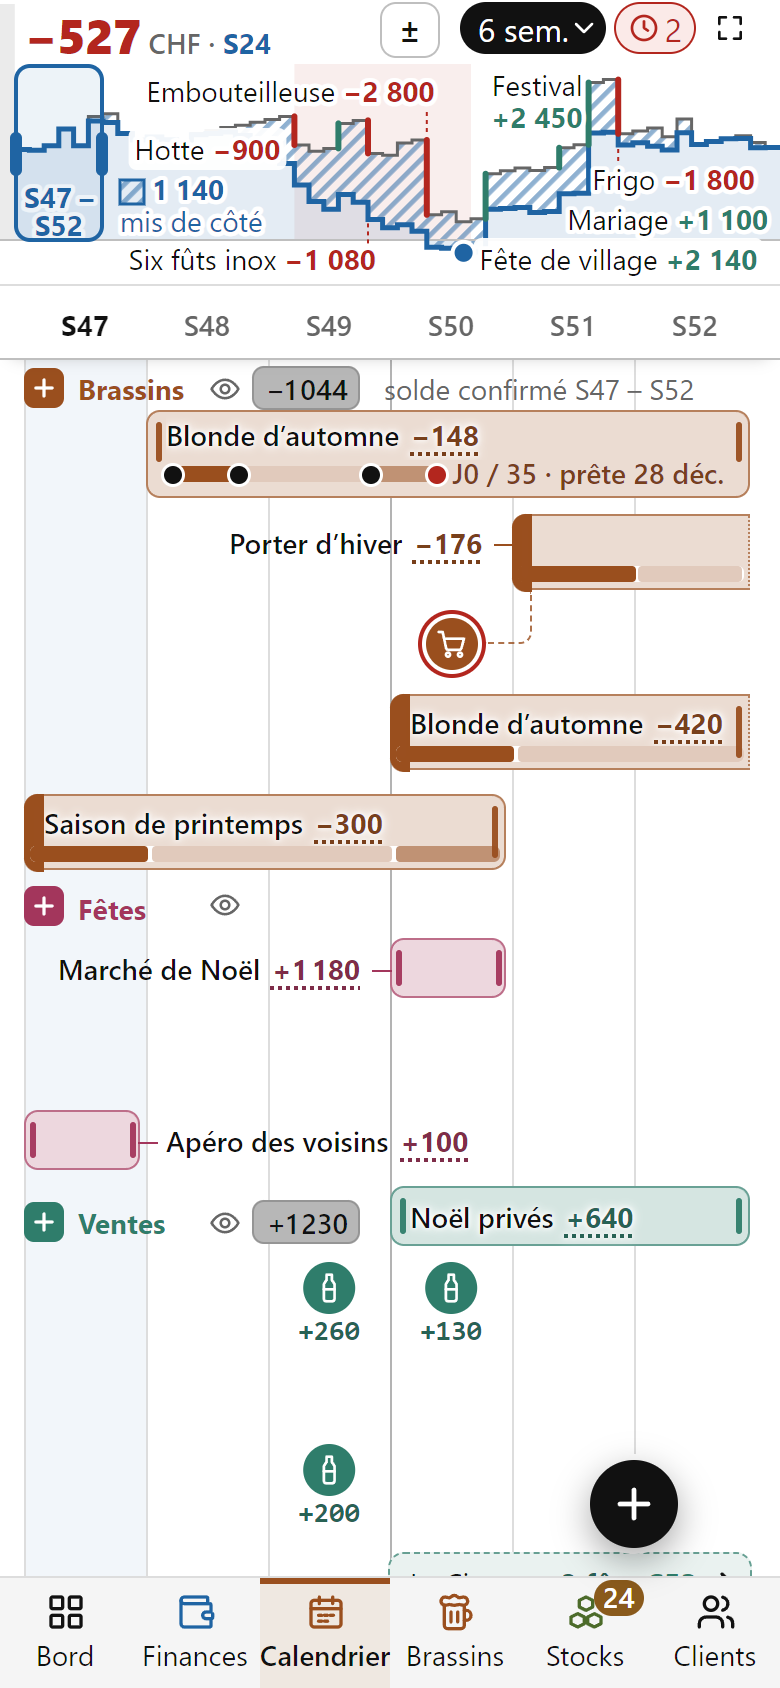 −527 CHF · S24
±
6 sem.
2
Embouteilleuse −2 800
Festival
+2 450
Hotte −900
1 140
mis de côté
S47 –
S52
Frigo −1 800
Mariage +1 100
Six fûts inox −1 080
Fête de village +2 140
S47 S48 S49 S50 S51 S52
Brassins −1044 solde confirmé S47 – S52
Blonde d’automne −148
J0 / 35 · prête 28 déc.
Porter d’hiver −176
Blonde d’automne −420
Saison de printemps −300
Fêtes
Marché de Noël +1 180
Apéro des voisins +100
Ventes +1230
Noël privés +640
+260 +130
+200
24
Bord Finances Calendrier Brassins Stocks Clients